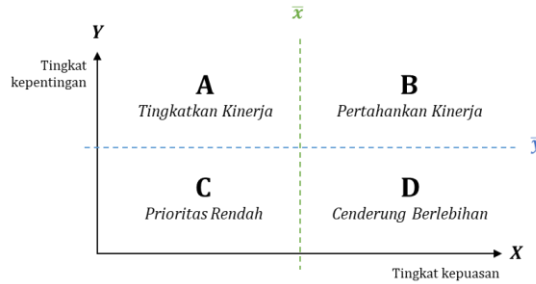 x̅
Y
Tingkat
kepentingan
A
Tingkatkan Kinerja
B
Pertahankan Kinerja
y̅
C
Prioritas Rendah
D
Cenderung Berlebihan
X
Tingkat kepuasan